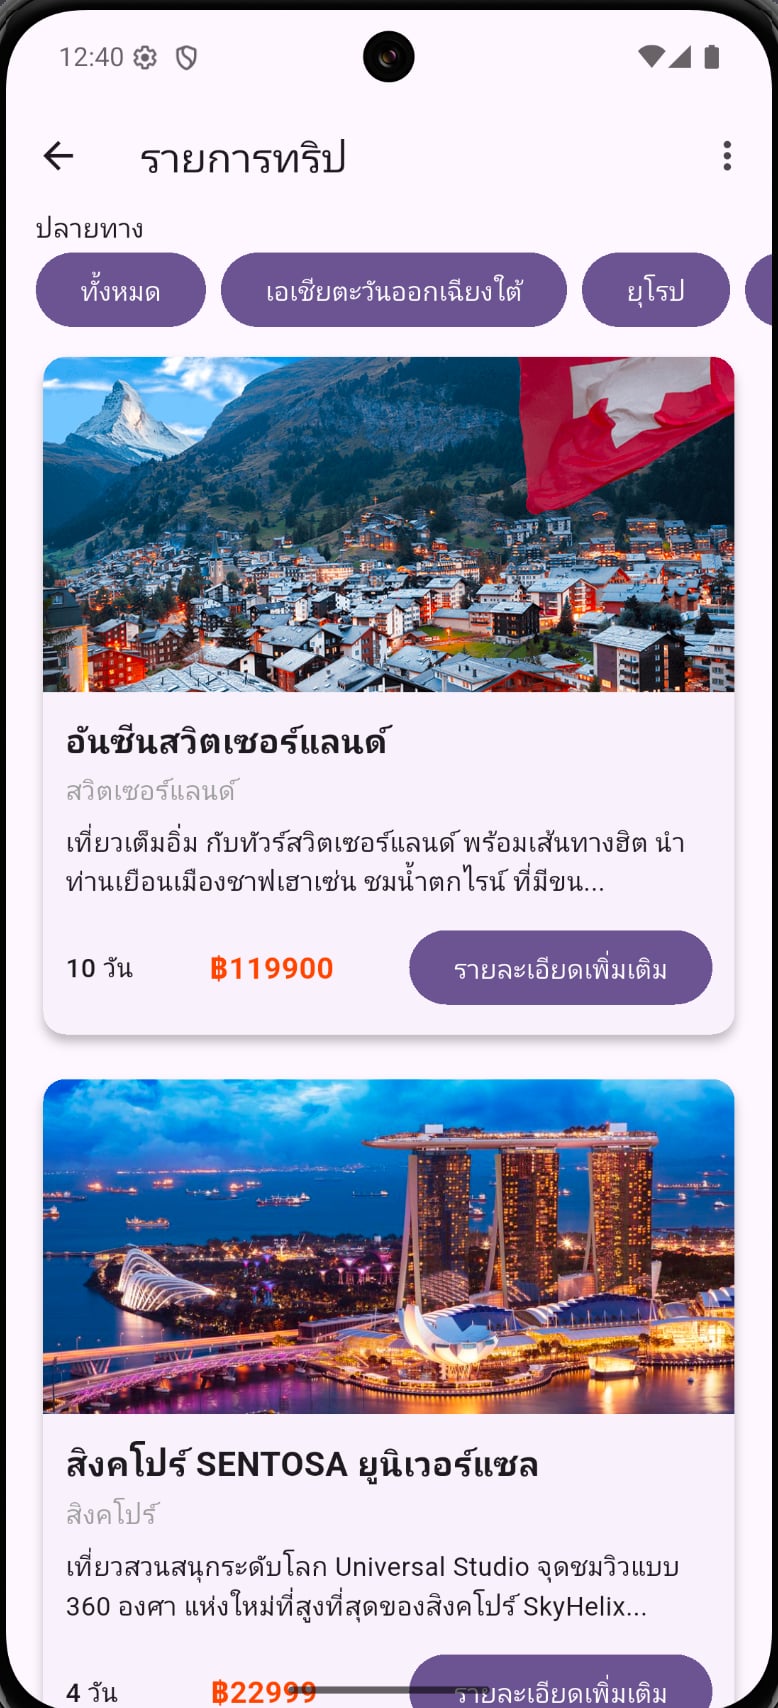 12:40
รายการทริป
ปลายทาง
ทั้งหมด
เอเชียตะวันออกเฉียงใต้
ยุโรป
อันซีนสวิตเซอร์แลนด์
สวิตเซอร์แลนด์
เที่ยวเต็มอิ่ม กับทัวร์สวิตเซอร์แลนด์ พร้อมเส้นทางฮิต นำ
ท่านเยือนเมืองชาฟเฮาเซ่น ชมน้ำตกไรน์ ที่มีขน...
10 วัน ฿119900 รายละเอียดเพิ่มเติม
สิงคโปร์ SENTOSA ยูนิเวอร์แซล
สิงคโปร์
เที่ยวสวนสนุกระดับโลก Universal Studio จุดชมวิวแบบ
360 องศา แห่งใหม่ที่สูงที่สุดของสิงคโปร์ SkyHelix...
4 วัน ฿22999 รายละเอียดเพิ่มเติม